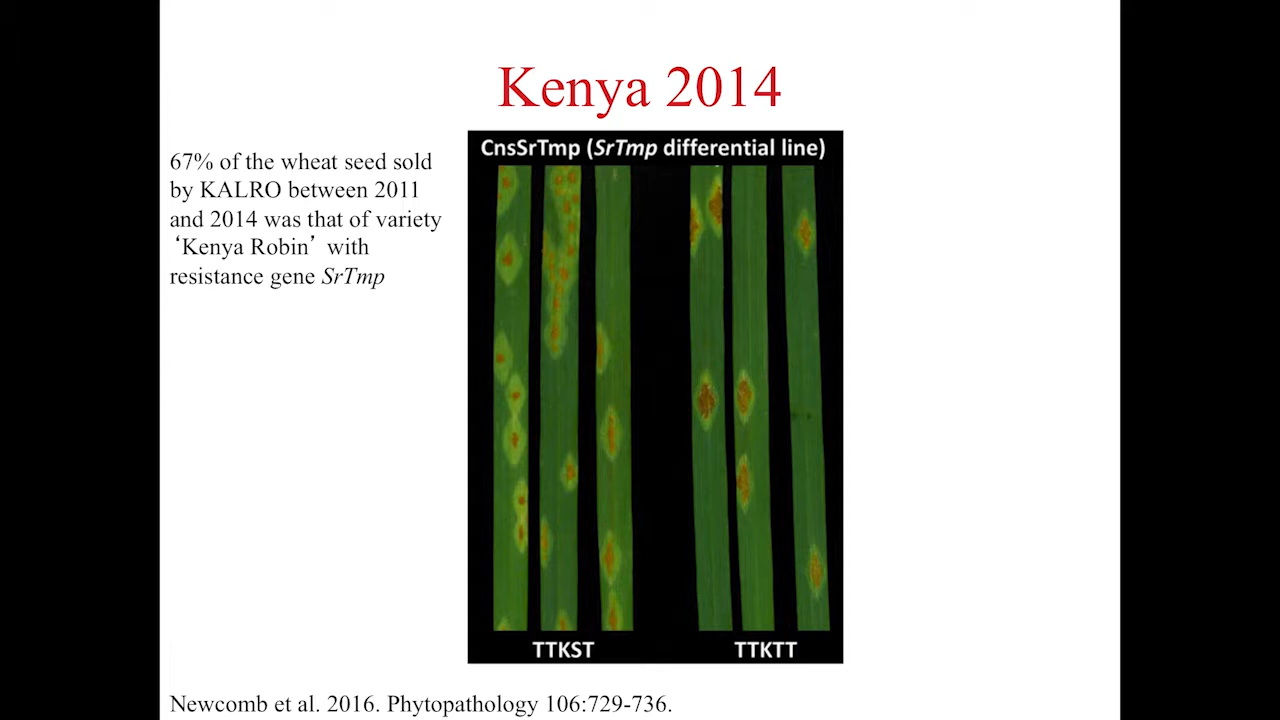 Kenya 2014
67% of the wheat seed sold
by KALRO between 2011
and 2014 was that of variety
‘Kenya Robin’ with
resistance gene SrTmp
CnsSrTmp (SrTmp differential line)
TTKST
TTKTT
Newcomb et al. 2016. Phytopathology 106:729-736.